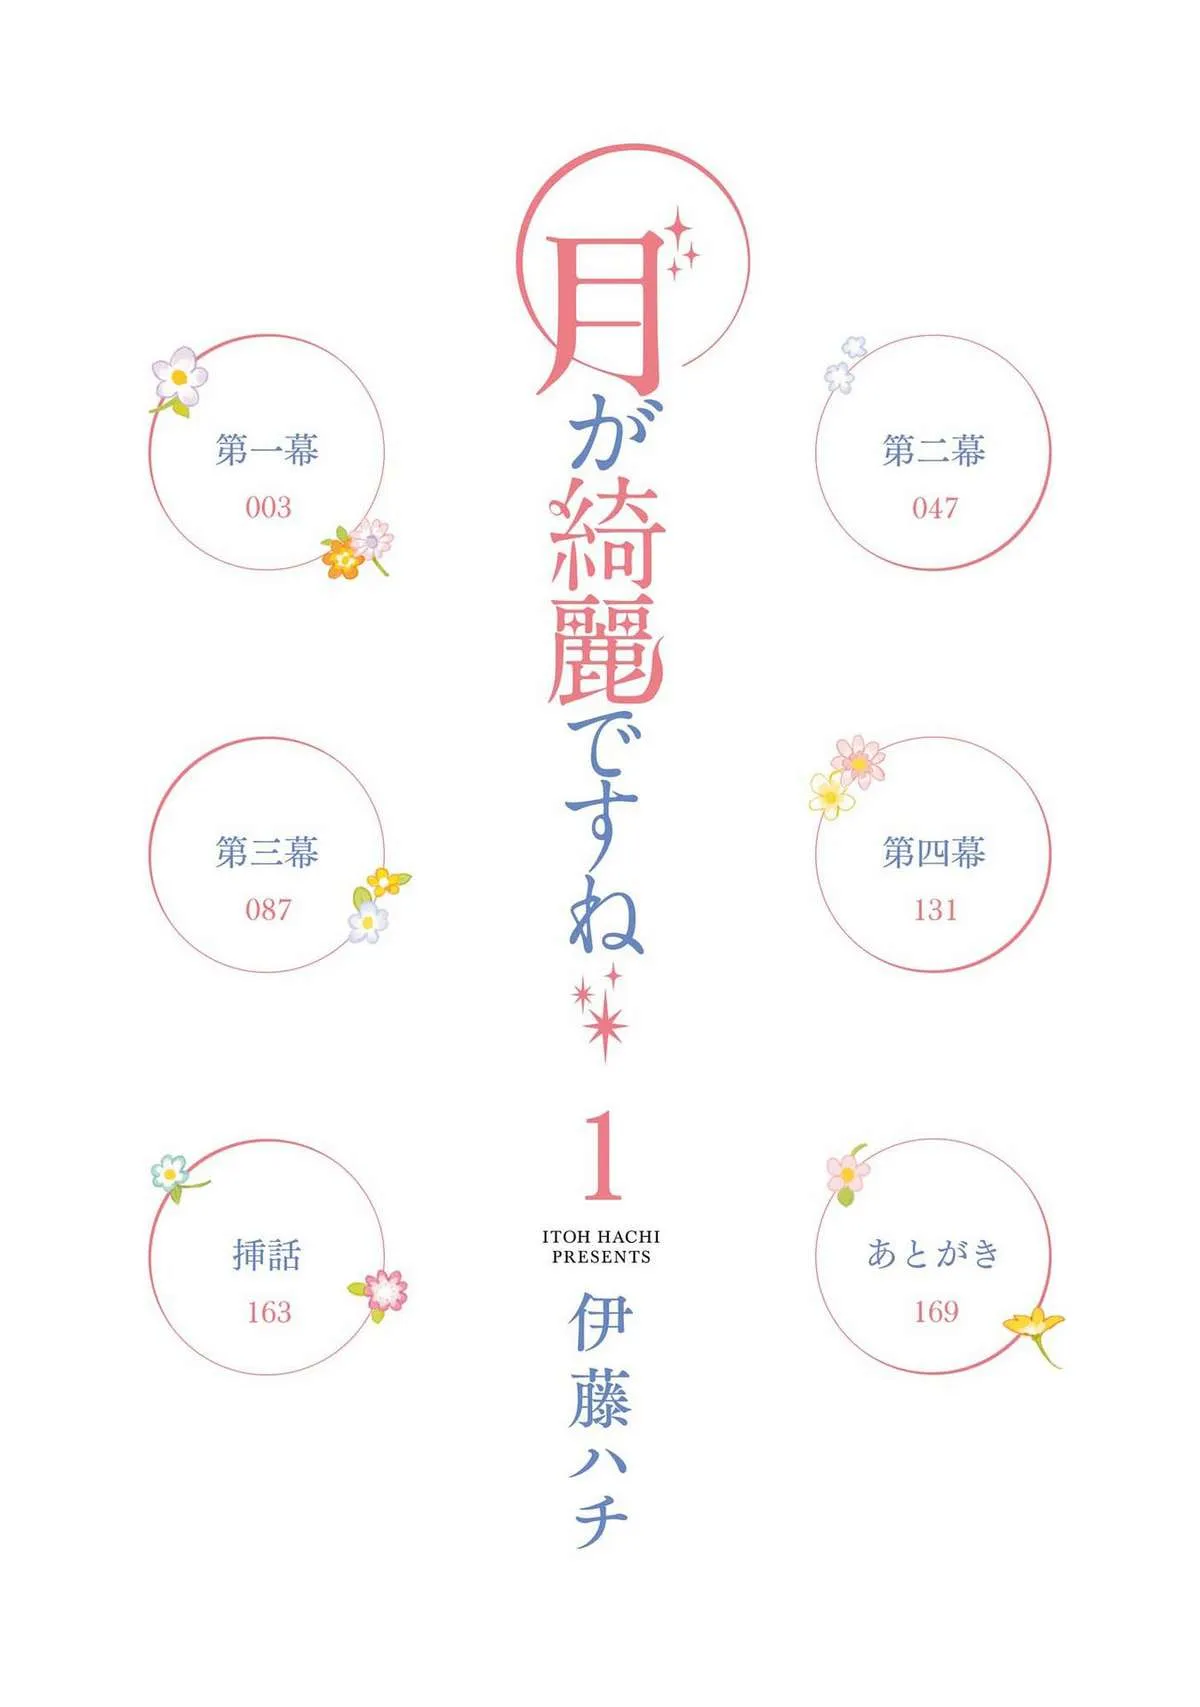 月が綺麗ですね
1
ITOH HACHI
PRESENTS
伊藤ハチ
第一幕
003
第二幕
047
第三幕
087
第四幕
131
挿話
163
あとがき
169